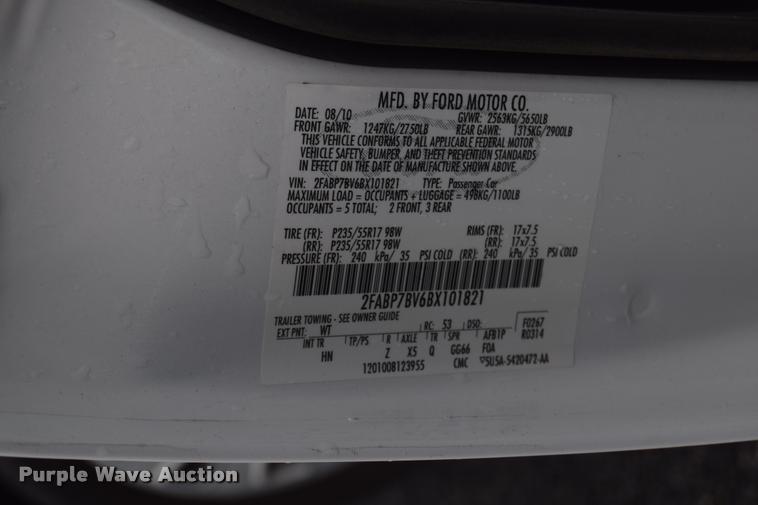 MFD. BY FORD MOTOR CO.
DATE: 08/10 GVWR: 2563KG/5650LB
FRONT GAWR: 1247KG/2750LB REAR GAWR: 1315KG/2900LB
THIS VEHICLE CONFORMS TO ALL APPLICABLE FEDERAL MOTOR
VEHICLE SAFETY, BUMPER, AND THEFT PREVENTION STANDARDS
IN EFFECT ON THE DATE OF MANUFACTURE SHOWN ABOVE.
VIN: 2FABP7BV6BX101821 TYPE: Passenger Car
MAXIMUM LOAD = OCCUPANTS + LUGGAGE = 498KG/1100LB
OCCUPANTS = 5 TOTAL; 2 FRONT, 3 REAR
TIRE (FR): P235/55R17 98W RIMS (FR): 17x7.5
(RR): P235/55R17 98W (RR): 17x7.5
PRESSURE (FR): 240 kPa/ 35 PSI COLD (RR): 240 kPa/ 35 PSI COLD
2FABP7BV6BX101821
TRAILER TOWING - SEE OWNER GUIDE
EXT PNT: WT RC: 53 DSO: F0267
INT TR TP/PS R AXLE TR SPR AFB1P R0314
HN Z X5 Q GG66 FOA
1201008123955 CMC 5U5A-5420472-AA
Purple Wave Auction